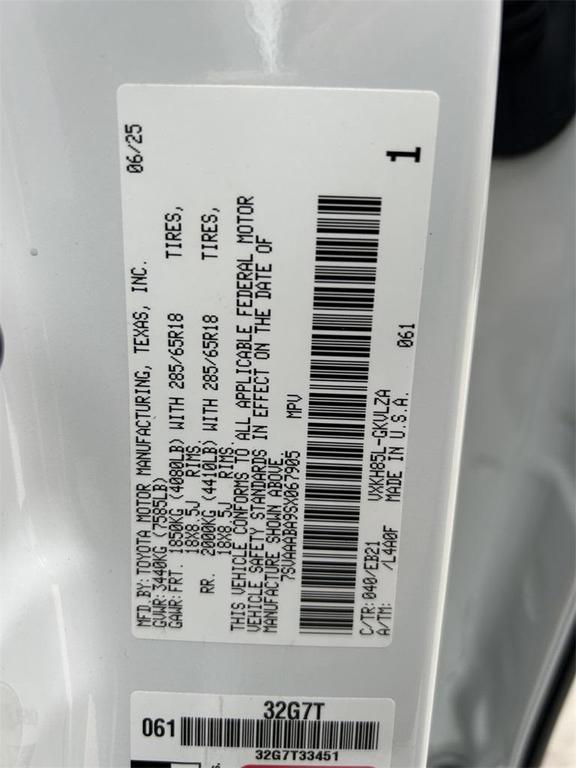 MFD.BY: TOYOTA MOTOR MANUFACTURING, TEXAS, INC. 06/25
GVWR: 3440KG (7585LB)
GAWR: FRT. 1850KG (4080LB) WITH 285/65R18 TIRES,
18X8.5J RIMS
RR. 2000KG (4410LB) WITH 285/65R18 TIRES,
18X8.5J RIMS
THIS VEHICLE CONFORMS TO ALL APPLICABLE FEDERAL MOTOR
VEHICLE SAFETY STANDARDS IN EFFECT ON THE DATE OF
MANUFACTURE SHOWN ABOVE.
7SVAAABA9SX067905 MPV
1
C/TR: 040/EB21 VXKH85L-GKVLZA 061
A/TM: /L4A0F MADE IN U.S.A.
32G7T
061
32G7T33451